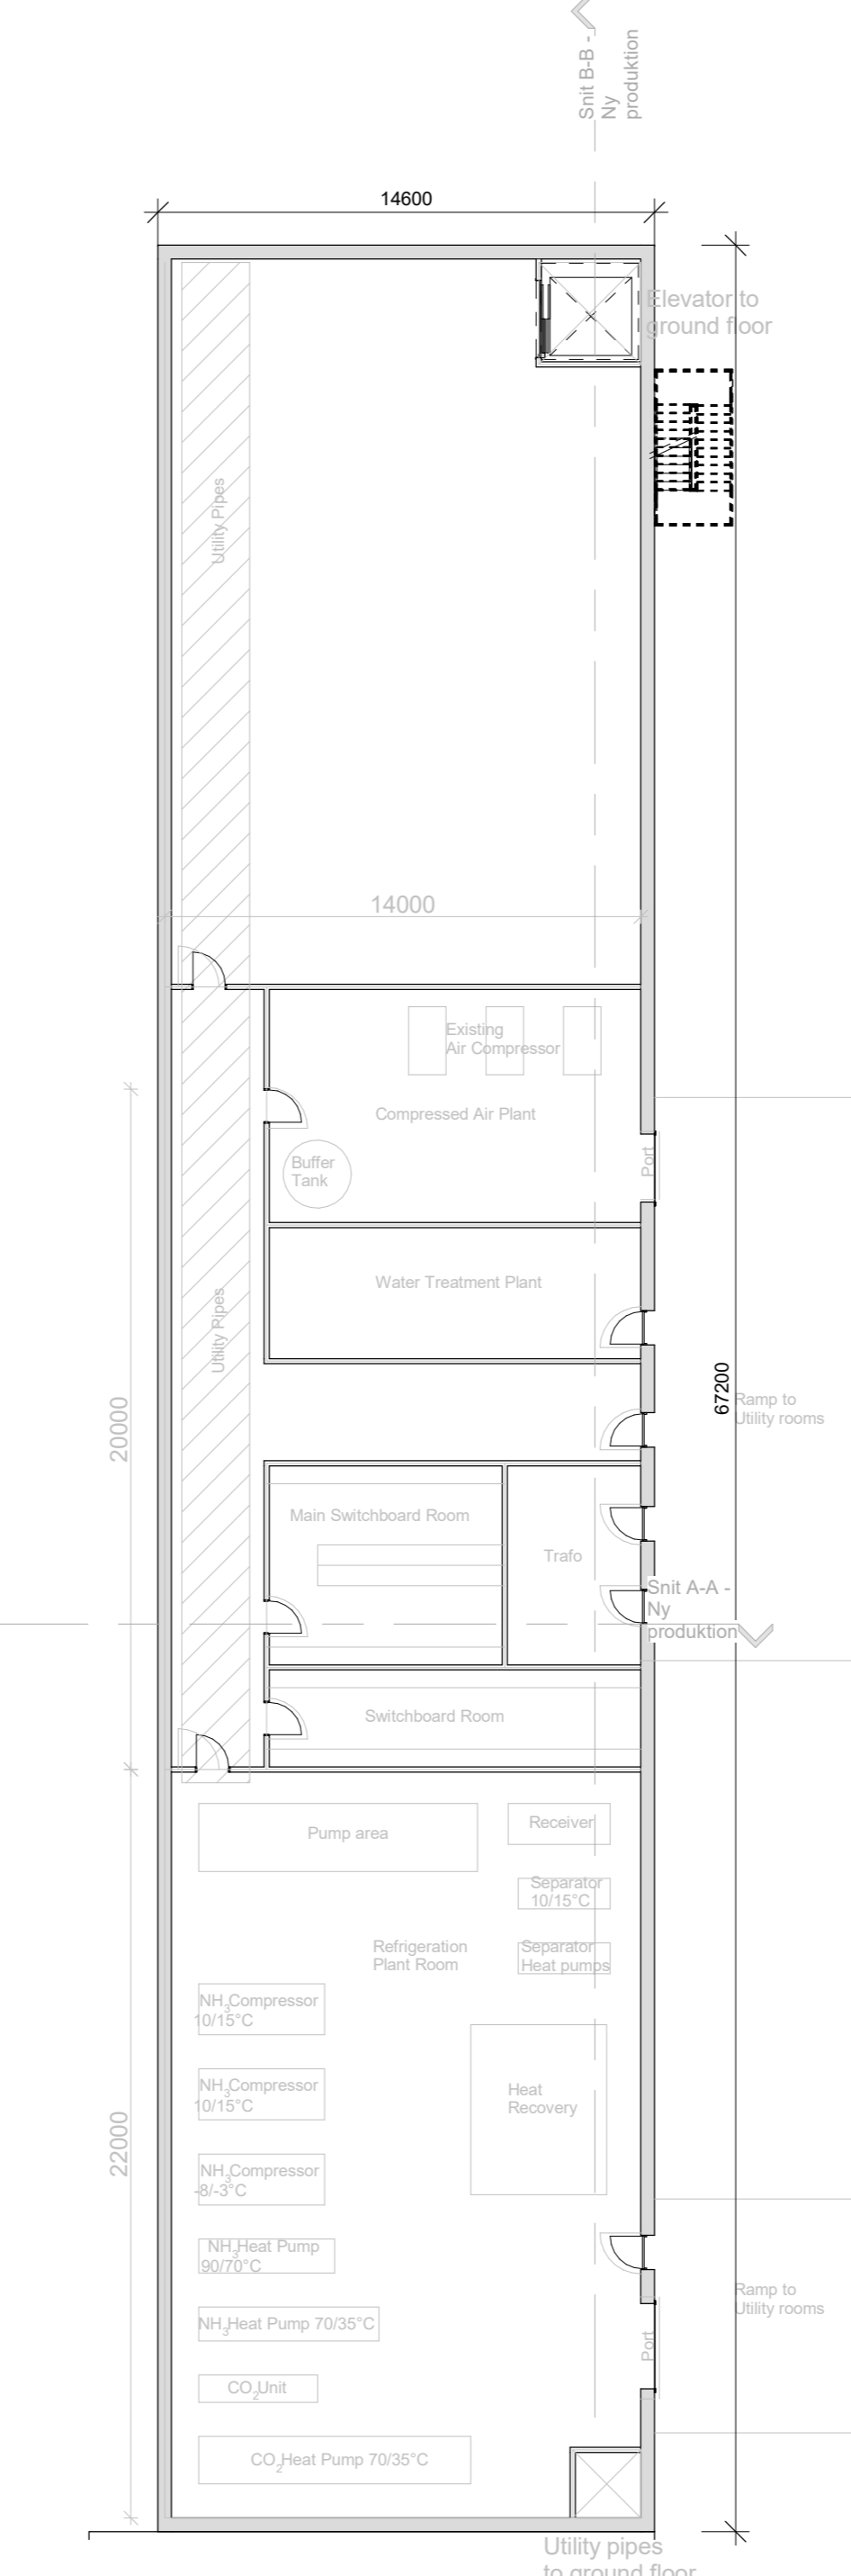 Snit B-B -
Ny
produktion
14600
Elevator to
ground floor
Utility Pipes
14000
Existing
Air Compressor
Compressed Air Plant
Buffer
Tank
Port
Water Treatment Plant
Utility Pipes
20000
67200
Ramp to
Utility rooms
Main Switchboard Room
Trafo
Snit A-A -
Ny
produktion
Switchboard Room
Pump area
Receiver
Separator
10/15°C
Refrigeration
Plant Room
Separator
Heat pumps
NH3Compressor
10/15°C
Heat
Recovery
NH3Compressor
10/15°C
22000
NH3Compressor
-8/-3°C
NH3Heat Pump
90/70°C
Ramp to
Utility rooms
NH3Heat Pump 70/35°C
Port
CO2Unit
CO2Heat Pump 70/35°C
Utility pipes
to ground floor